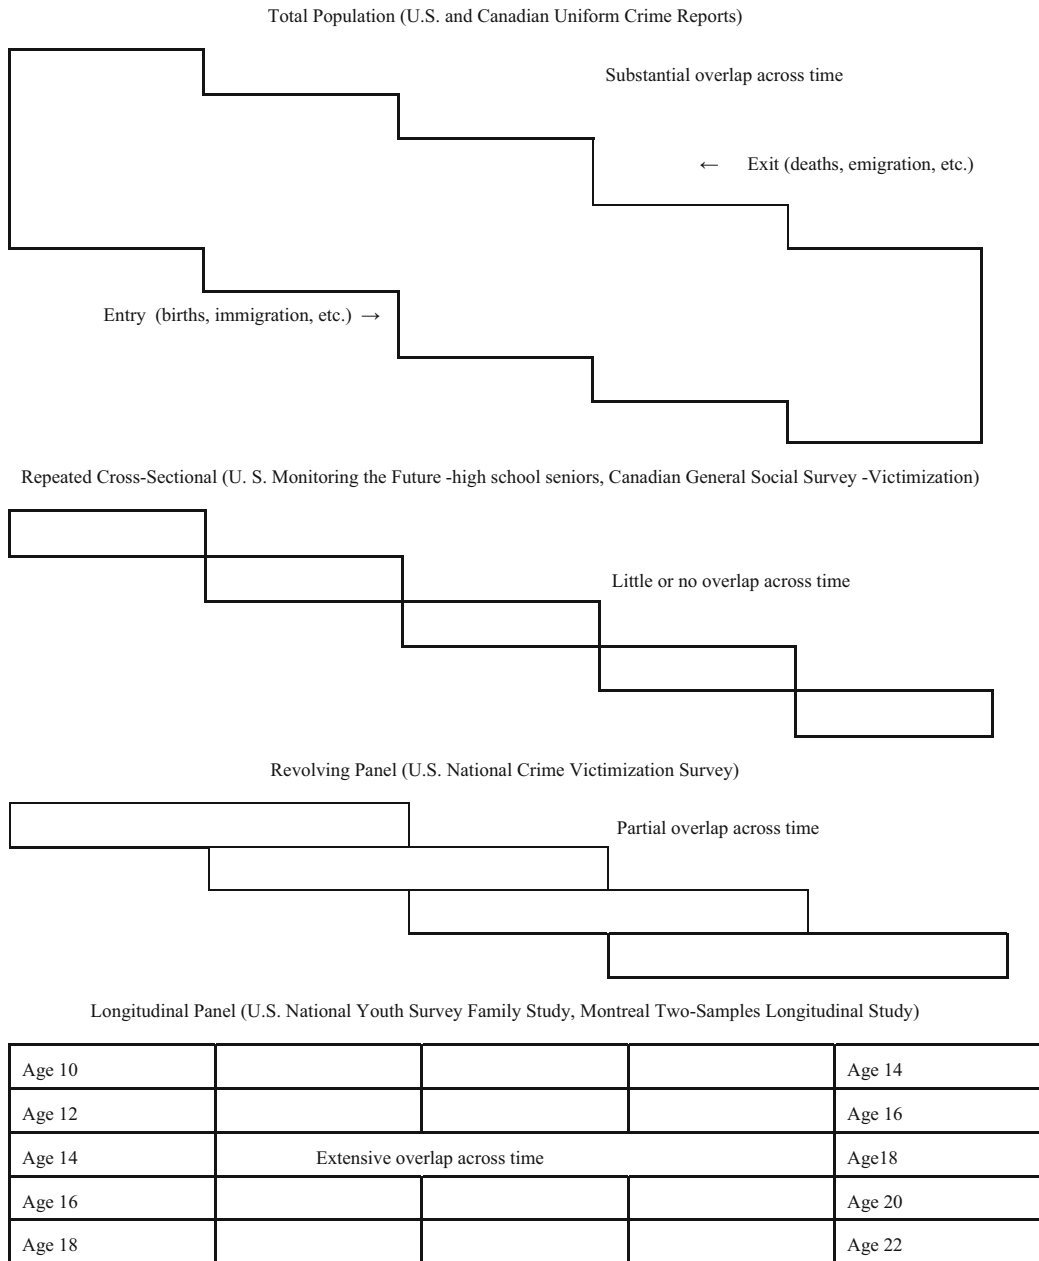 Total Population (U.S. and Canadian Uniform Crime Reports)
Substantial overlap across time
← Exit (deaths, emigration, etc.)
Entry (births, immigration, etc.) →
Repeated Cross-Sectional (U. S. Monitoring the Future -high school seniors, Canadian General Social Survey -Victimization)
Little or no overlap across time
Revolving Panel (U.S. National Crime Victimization Survey)
Partial overlap across time
Longitudinal Panel (U.S. National Youth Survey Family Study, Montreal Two-Samples Longitudinal Study)
Age 10 Age 14
Age 12 Age 16
Age 14 Extensive overlap across time Age18
Age 16 Age 20
Age 18 Age 22